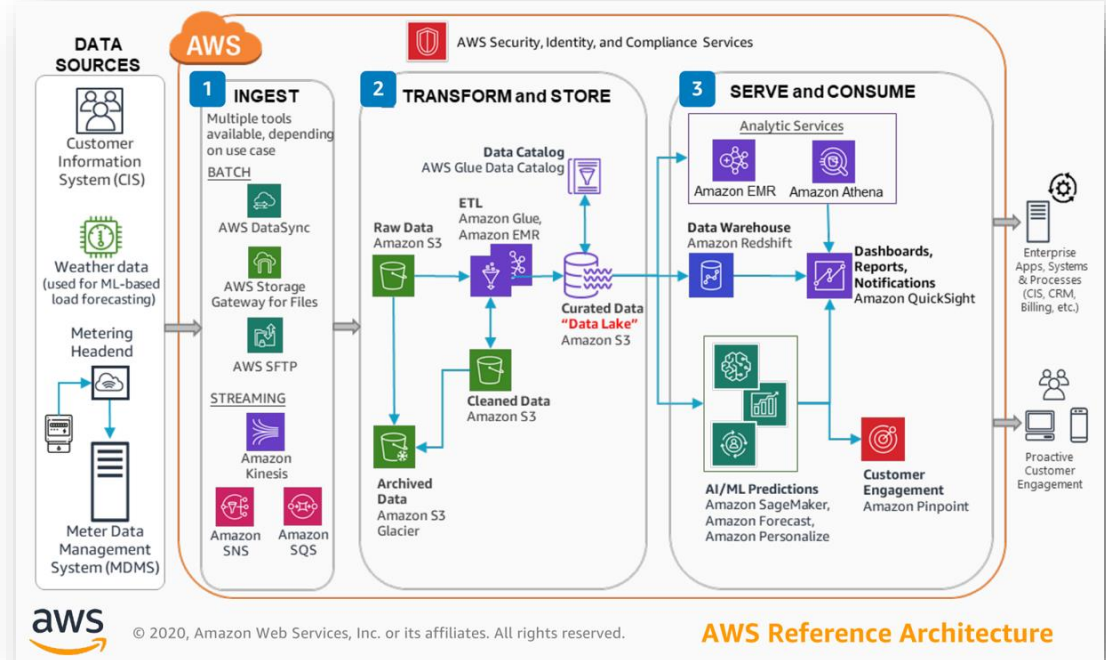 DATA
SOURCES
Customer
Information
System (CIS)
Weather data
(used for ML-based
load forecasting)
Metering
Headend
Meter Data
Management
System (MDMS)
AWS
AWS Security, Identity, and Compliance Services
1
INGEST
Multiple tools
available, depending
on use case
BATCH
AWS DataSync
AWS Storage
Gateway for Files
AWS SFTP
STREAMING
Amazon
Kinesis
Amazon
SNS
Amazon
SQS
2
TRANSFORM and STORE
Data Catalog
AWS Glue Data Catalog
ETL
Amazon Glue,
Amazon EMR
Raw Data
Amazon S3
Curated Data
“Data Lake”
Amazon S3
Cleaned Data
Amazon S3
Archived
Data
Amazon S3
Glacier
3
SERVE and CONSUME
Analytic Services
Amazon EMR
Amazon Athena
Data Warehouse
Amazon Redshift
Dashboards,
Reports,
Notifications
Amazon QuickSight
AI/ML Predictions
Amazon SageMaker,
Amazon Forecast,
Amazon Personalize
Customer
Engagement
Amazon Pinpoint
Enterprise
Apps, Systems
& Processes
(CIS, CRM,
Billing, etc.)
Proactive
Customer
Engagement
aws
© 2020, Amazon Web Services, Inc. or its affiliates. All rights reserved.
AWS Reference Architecture